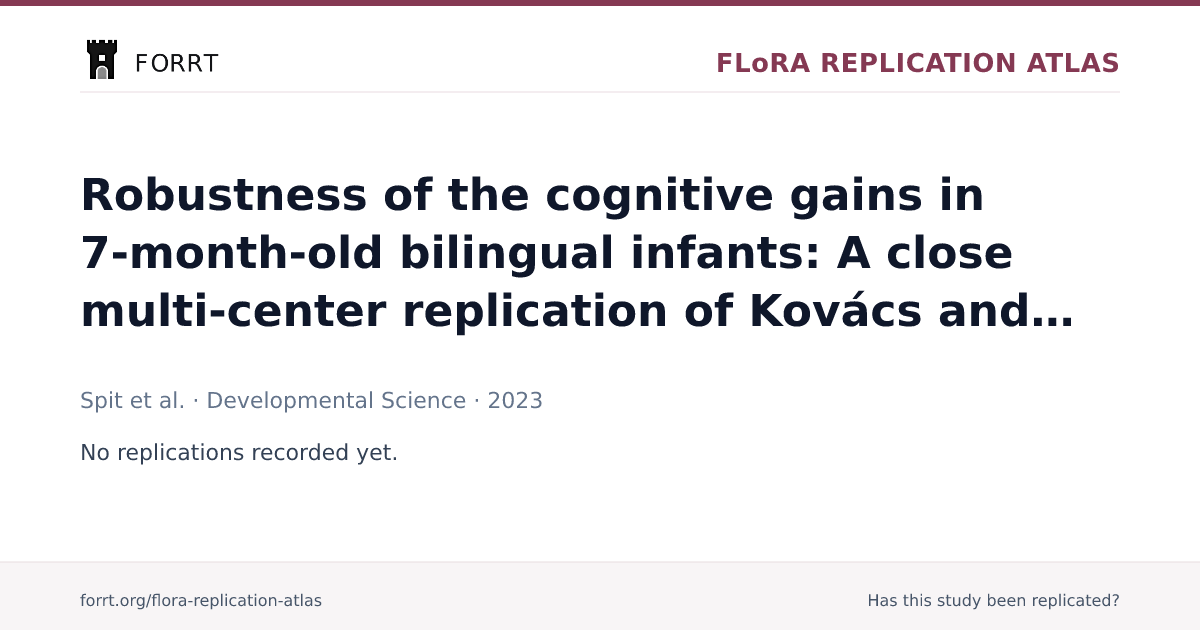 FORRT
FLoRA REPLICATION ATLAS
Robustness of the cognitive gains in
7-month-old bilingual infants: A close
multi-center replication of Kovács and…
Spit et al. · Developmental Science · 2023
No replications recorded yet.
forrt.org/flora-replication-atlas
Has this study been replicated?